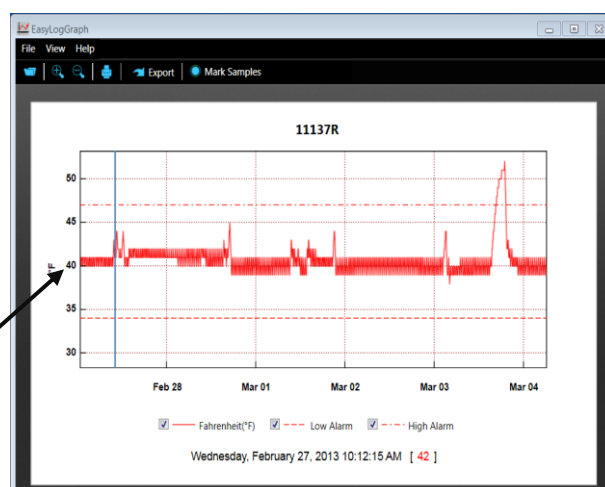 EasyLogGraph
File View Help
Export Mark Samples
11137R
50
45
40
35
30
°F
Feb 28 Mar 01 Mar 02 Mar 03 Mar 04
Fahrenheit(°F) Low Alarm High Alarm
Wednesday, February 27, 2013 10:12:15 AM [ 42 ]